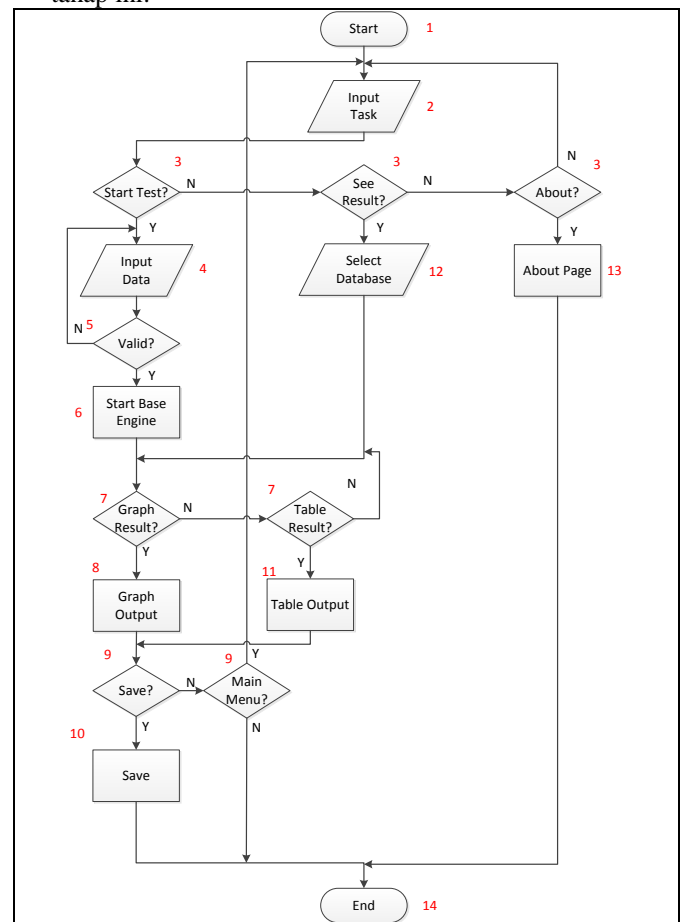 tahap ini.
Start
1
Input
Task
2
3
3
3
N
Start Test?
N
See
Result?
N
About?
Y
Y
Y
Input
Data
4
Select
Database
12
About Page
13
N
5
Valid?
Y
Start Base
Engine
6
7
Graph
Result?
N
7
Table
Result?
N
Y
Y
8
Graph
Output
11
Table Output
9
Save?
N
9
Y
Main
Menu?
Y
N
10
Save
End
14